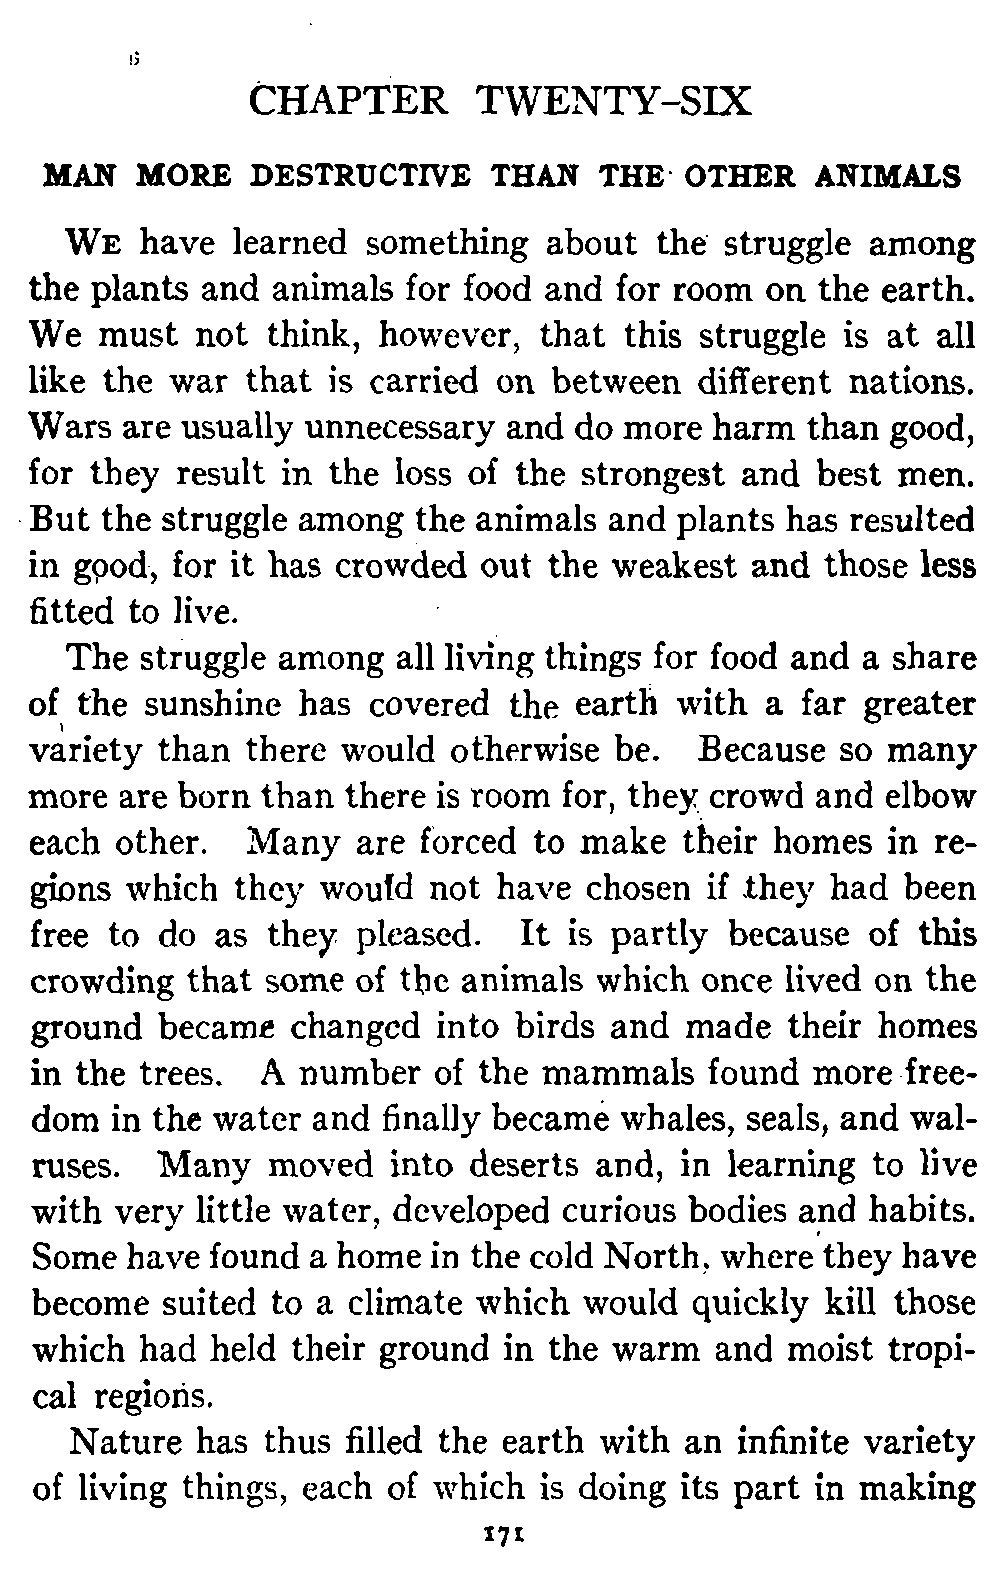 CHAPTER TWENTY-SIX
MAN MORE DESTRUCTIVE THAN THE OTHER ANIMALS
WE have learned something about the struggle among
the plants and animals for food and for room on the earth.
We must not think, however, that this struggle is at all
like the war that is carried on between different nations.
Wars are usually unnecessary and do more harm than good,
for they result in the loss of the strongest and best men.
But the struggle among the animals and plants has resulted
in good, for it has crowded out the weakest and those less
fitted to live.
The struggle among all living things for food and a share
of the sunshine has covered the earth with a far greater
variety than there would otherwise be. Because so many
more are born than there is room for, they crowd and elbow
each other. Many are forced to make their homes in re-
gions which they would not have chosen if they had been
free to do as they pleased. It is partly because of this
crowding that some of the animals which once lived on the
ground became changed into birds and made their homes
in the trees. A number of the mammals found more free-
dom in the water and finally became whales, seals, and wal-
ruses. Many moved into deserts and, in learning to live
with very little water, developed curious bodies and habits.
Some have found a home in the cold North, where they have
become suited to a climate which would quickly kill those
which had held their ground in the warm and moist tropi-
cal regions.
Nature has thus filled the earth with an infinite variety
of living things, each of which is doing its part in making
171